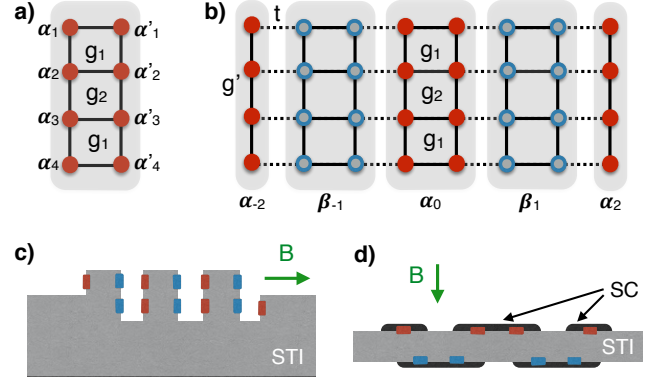 a)
α₁ α'₁
g₁
α₂ α'₂
g₂
α₃ α'₃
g₁
α₄ α'₄
b)
t
g₁
g'
g₂
g₁
α₋₂ β₋₁ α₀ β₁ α₂
c)
B
STI
d)
B
SC
STI